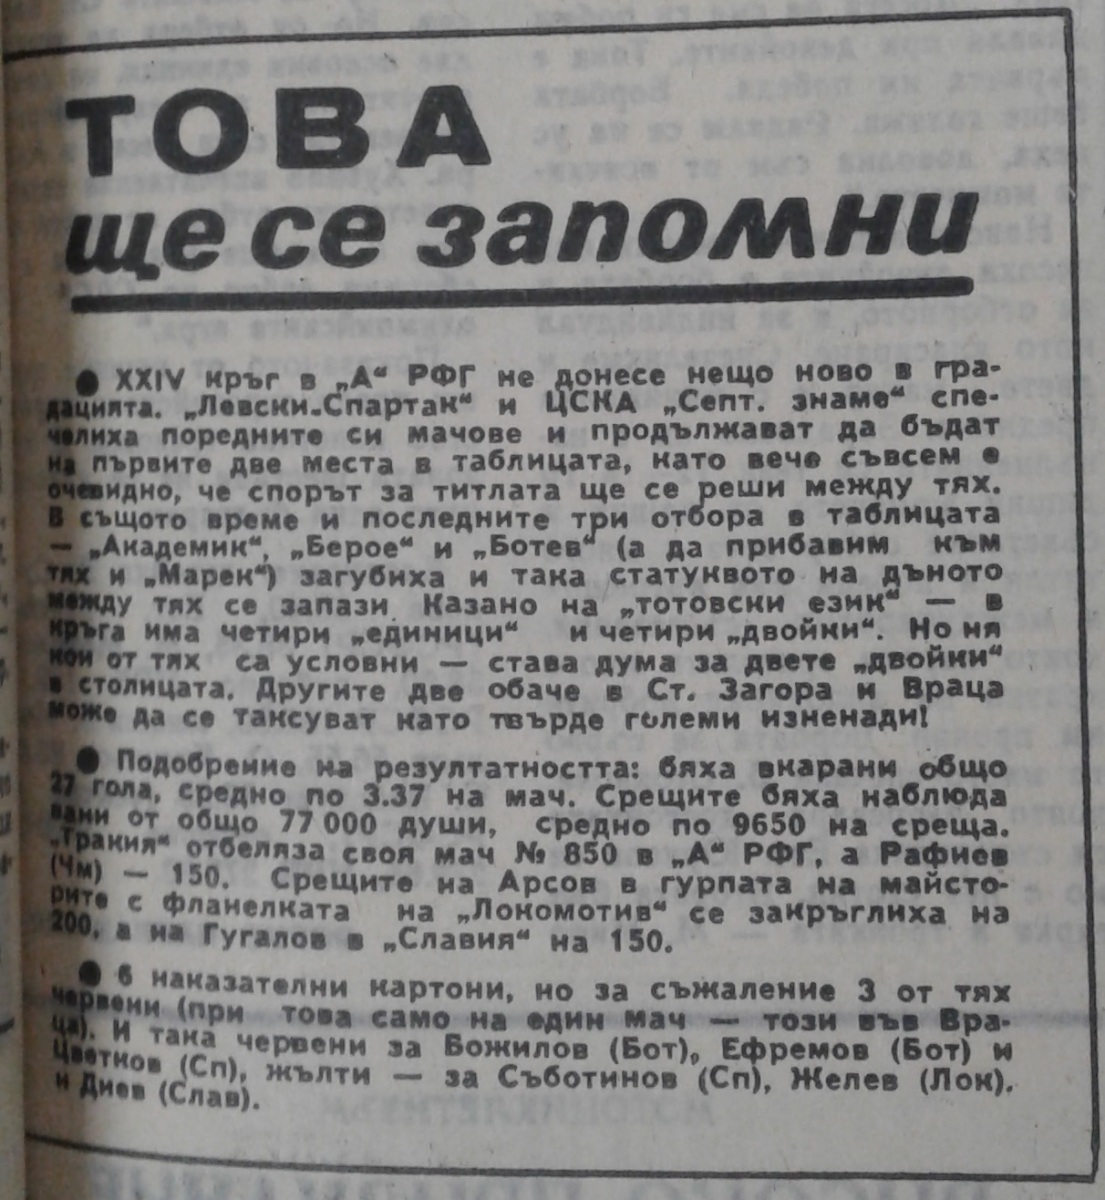 ТОВА
ще се запомни
● XXIV кръг в „А“ РФГ не донесе нещо ново в гра-
дацията. „Левски-Спартак“ и ЦСКА „Септ. знаме“ спе-
челиха поредните си мачове и продължават да бъдат
на първите две места в таблицата, като вече съвсем е
очевидно, че спорът за титлата ще се реши между тях.
В същото време и последните три отбора в таблицата
— „Академик“, „Берое“ и „Ботев“ (а да прибавим към
тях и „Марек“) загубиха и така статуквото на дъното
между тях се запази. Казано на „тотовски език“ — в
кръга има четири „единици“ и четири „двойки“. Но ня
кои от тях са условни — става дума за двете „двойки“
в столицата. Другите две обаче в Ст. Загора и Враца
може да се таксуват като твърде големи изненади!
● Подобрение на резултатността: бяха вкарани общо
27 гола, средно по 3.37 на мач. Срещите бяха наблюда
вани от общо 77 000 души, средно по 9650 на среща.
„Тракия“ отбеляза своя мач № 850 в „А“ РФГ, а Рафиев
(Чм) — 150. Срещите на Арсов в гурпата на майсто-
рите с фланелката на „Локомотив“ се закръглиха на
200, а на Гугалов в „Славия“ на 150.
● 6 наказателни картони, но за съжаление 3 от тях
червени (при това само на един мач — този във Вра-
ца). И така червени за Божилов (Бот), Ефремов (Бот) и
Цветков (Сп), жълти — за Съботинов (Сп), Желев (Лок).
и Диев (Слав).